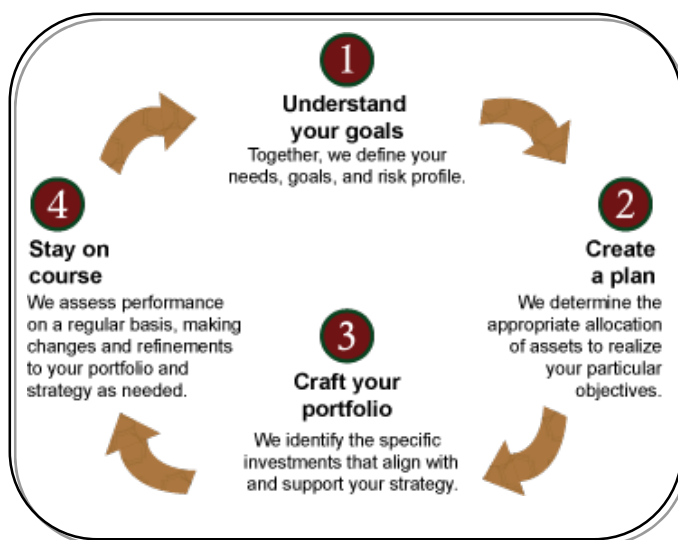 1
Understand
your goals
Together, we define your
needs, goals, and risk profile.
2
Create
a plan
We determine the
appropriate allocation
of assets to realize
your particular
objectives.
3
Craft your
portfolio
We identify the specific
investments that align with
and support your strategy.
4
Stay on
course
We assess performance
on a regular basis, making
changes and refinements
to your portfolio and
strategy as needed.